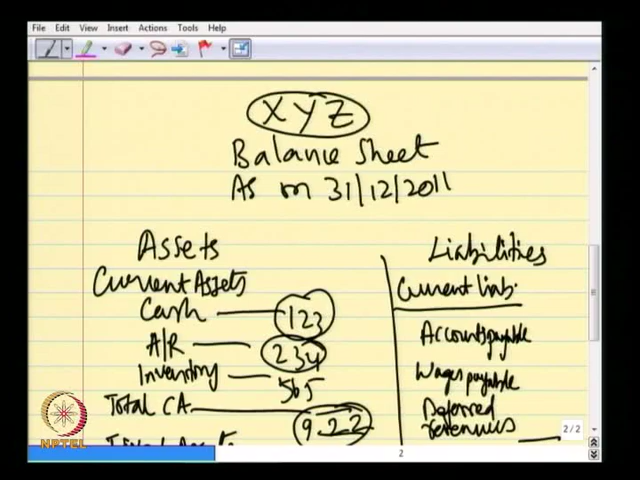 File Edit View Insert Actions Tools Help
XYZ
Balance Sheet
As on 31/12/2011
Assets
Current Assets
Cash 123
A/R 234
Inventory 565
Total CA 922
Liabilities
Current liab.
Accounts payable
Wages payable
Deferred
revenues
NPTEL
2/2
2